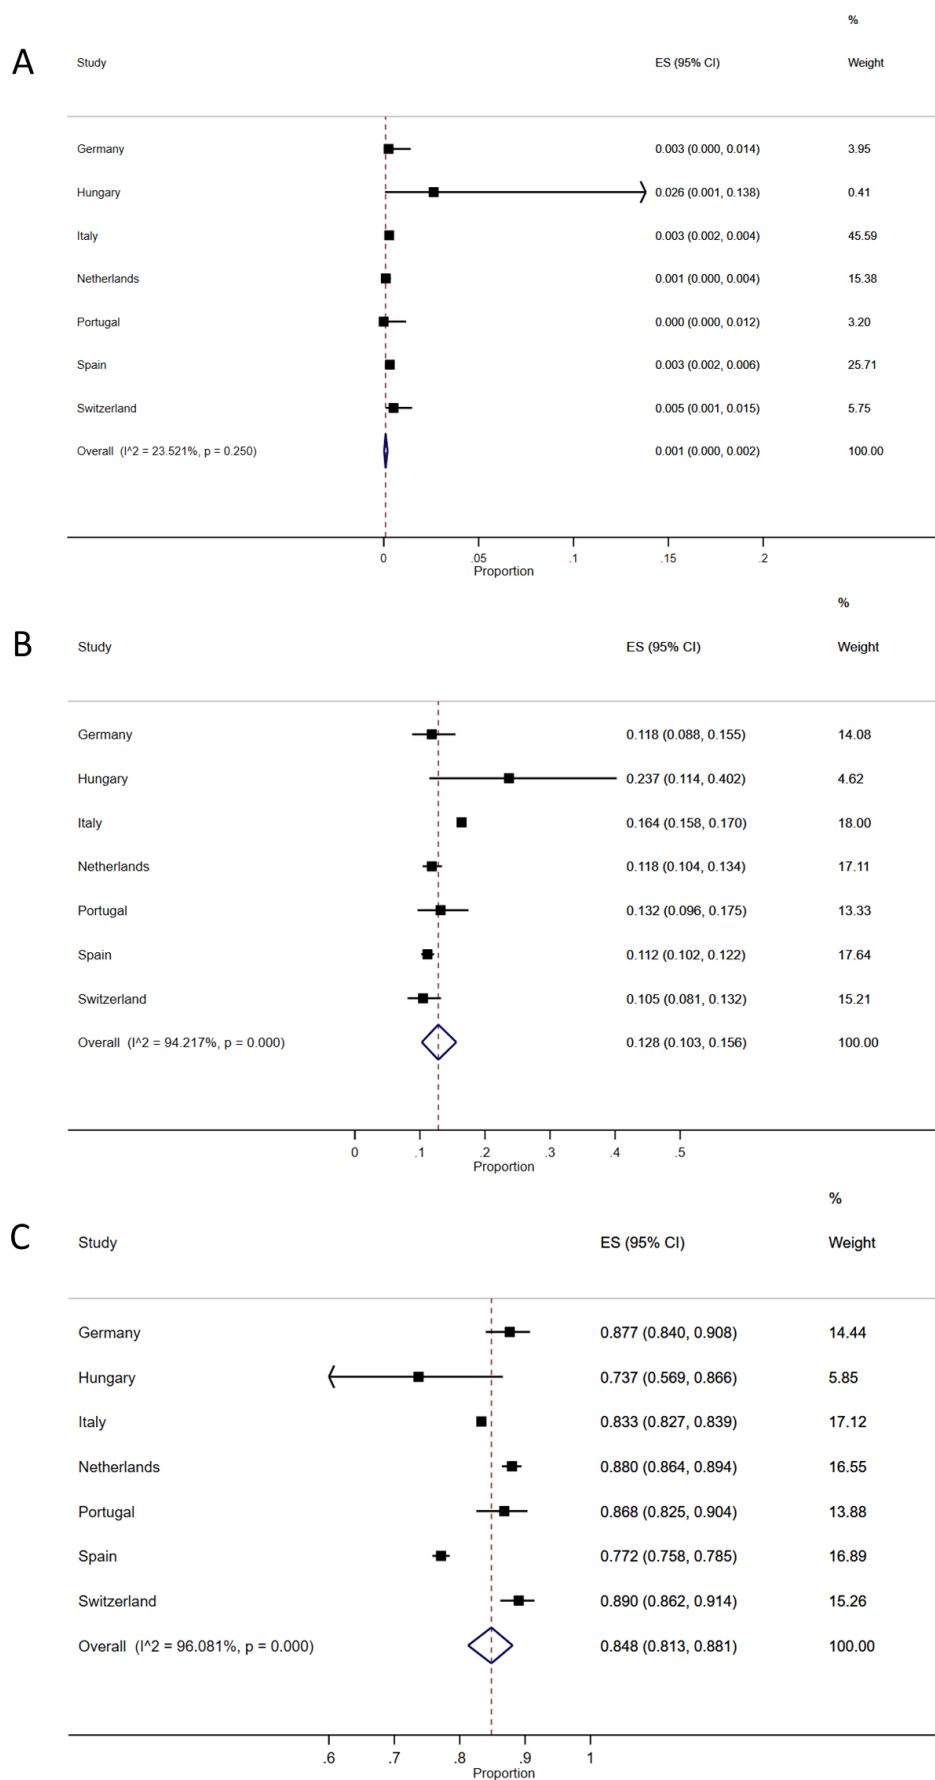 %
A
Study ES (95% CI) Weight
Germany 0.003 (0.000, 0.014) 3.95
Hungary 0.026 (0.001, 0.138) 0.41
Italy 0.003 (0.002, 0.004) 45.59
Netherlands 0.001 (0.000, 0.004) 15.38
Portugal 0.000 (0.000, 0.012) 3.20
Spain 0.003 (0.002, 0.006) 25.71
Switzerland 0.005 (0.001, 0.015) 5.75
Overall (I^2 = 23.521%, p = 0.250) 0.001 (0.000, 0.002) 100.00
0 .05 .1 .15 .2
Proportion
%
B
Study ES (95% CI) Weight
Germany 0.118 (0.088, 0.155) 14.08
Hungary 0.237 (0.114, 0.402) 4.62
Italy 0.164 (0.158, 0.170) 18.00
Netherlands 0.118 (0.104, 0.134) 17.11
Portugal 0.132 (0.096, 0.175) 13.33
Spain 0.112 (0.102, 0.122) 17.64
Switzerland 0.105 (0.081, 0.132) 15.21
Overall (I^2 = 94.217%, p = 0.000) 0.128 (0.103, 0.156) 100.00
0 .1 .2 .3 .4 .5
Proportion
%
C
Study ES (95% CI) Weight
Germany 0.877 (0.840, 0.908) 14.44
Hungary 0.737 (0.569, 0.866) 5.85
Italy 0.833 (0.827, 0.839) 17.12
Netherlands 0.880 (0.864, 0.894) 16.55
Portugal 0.868 (0.825, 0.904) 13.88
Spain 0.772 (0.758, 0.785) 16.89
Switzerland 0.890 (0.862, 0.914) 15.26
Overall (I^2 = 96.081%, p = 0.000) 0.848 (0.813, 0.881) 100.00
.6 .7 .8 .9 1
Proportion